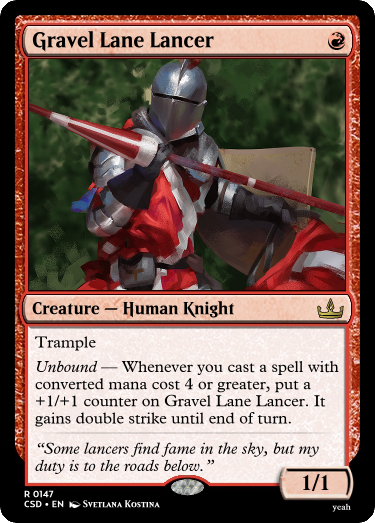 Gravel Lane Lancer
Creature — Human Knight
Trample
Unbound — Whenever you cast a spell with
converted mana cost 4 or greater, put a
+1/+1 counter on Gravel Lane Lancer. It
gains double strike until end of turn.
“Some lancers find fame in the sky, but my
duty is to the roads below.”
1/1
R 0147
CSD • EN Svetlana Kostina
yeah